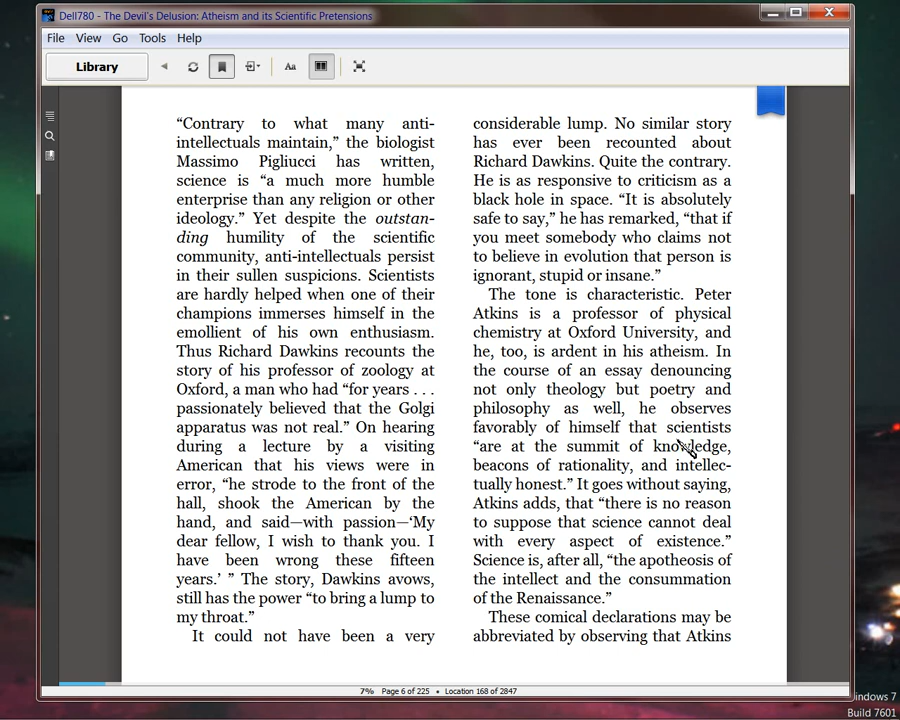 Dell780 - The Devil's Delusion: Atheism and its Scientific Pretensions
File View Go Tools Help
Library
Aa
“Contrary to what many anti-
intellectuals maintain,” the biologist
Massimo Pigliucci has written,
science is “a much more humble
enterprise than any religion or other
ideology.” Yet despite the outstan-
ding humility of the scientific
community, anti-intellectuals persist
in their sullen suspicions. Scientists
are hardly helped when one of their
champions immerses himself in the
emollient of his own enthusiasm.
Thus Richard Dawkins recounts the
story of his professor of zoology at
Oxford, a man who had “for years . . .
passionately believed that the Golgi
apparatus was not real.” On hearing
during a lecture by a visiting
American that his views were in
error, “he strode to the front of the
hall, shook the American by the
hand, and said—with passion—‘My
dear fellow, I wish to thank you. I
have been wrong these fifteen
years.’ ” The story, Dawkins avows,
still has the power “to bring a lump to
my throat.”
It could not have been a very
considerable lump. No similar story
has ever been recounted about
Richard Dawkins. Quite the contrary.
He is as responsive to criticism as a
black hole in space. “It is absolutely
safe to say,” he has remarked, “that if
you meet somebody who claims not
to believe in evolution that person is
ignorant, stupid or insane.”
The tone is characteristic. Peter
Atkins is a professor of physical
chemistry at Oxford University, and
he, too, is ardent in his atheism. In
the course of an essay denouncing
not only theology but poetry and
philosophy as well, he observes
favorably of himself that scientists
“are at the summit of knowledge,
beacons of rationality, and intellec-
tually honest.” It goes without saying,
Atkins adds, that “there is no reason
to suppose that science cannot deal
with every aspect of existence.”
Science is, after all, “the apotheosis of
the intellect and the consummation
of the Renaissance.”
These comical declarations may be
abbreviated by observing that Atkins
7% Page 6 of 225 • Location 168 of 2847
indows 7
Build 7601